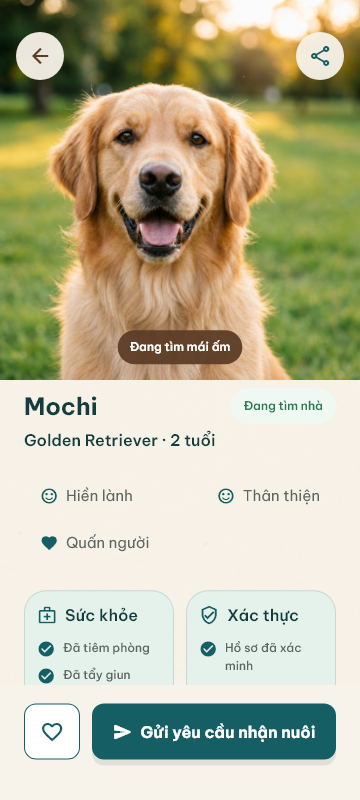 Đang tìm mái ấm
Mochi
Đang tìm nhà
Golden Retriever · 2 tuổi
Hiền lành
Thân thiện
Quấn người
Sức khỏe
Xác thực
Đã tiêm phòng
Hồ sơ đã xác
minh
Đã tẩy giun
Gửi yêu cầu nhận nuôi